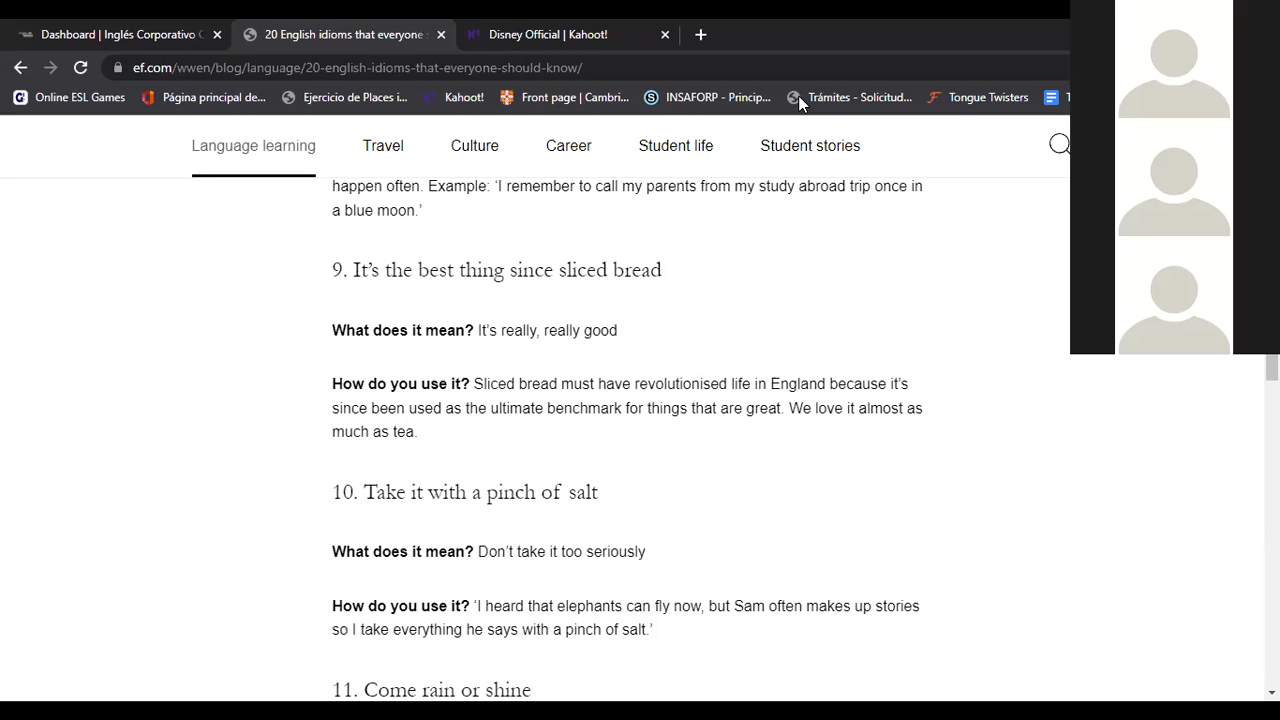 Dashboard | Inglés Corporativo
20 English idioms that everyone
Disney Official | Kahoot!
ef.com/wwen/blog/language/20-english-idioms-that-everyone-should-know/
Online ESL Games
Página principal de...
Ejercicio de Places i...
Kahoot!
Front page | Cambri...
INSAFORP - Princip...
Trámites - Solicitud...
Tongue Twisters
Language learning
Travel
Culture
Career
Student life
Student stories
happen often. Example: ‘I remember to call my parents from my study abroad trip once in
a blue moon.’
9. It’s the best thing since sliced bread
What does it mean? It’s really, really good
How do you use it? Sliced bread must have revolutionised life in England because it’s
since been used as the ultimate benchmark for things that are great. We love it almost as
much as tea.
10. Take it with a pinch of salt
What does it mean? Don’t take it too seriously
How do you use it? ‘I heard that elephants can fly now, but Sam often makes up stories
so I take everything he says with a pinch of salt.’
11. Come rain or shine